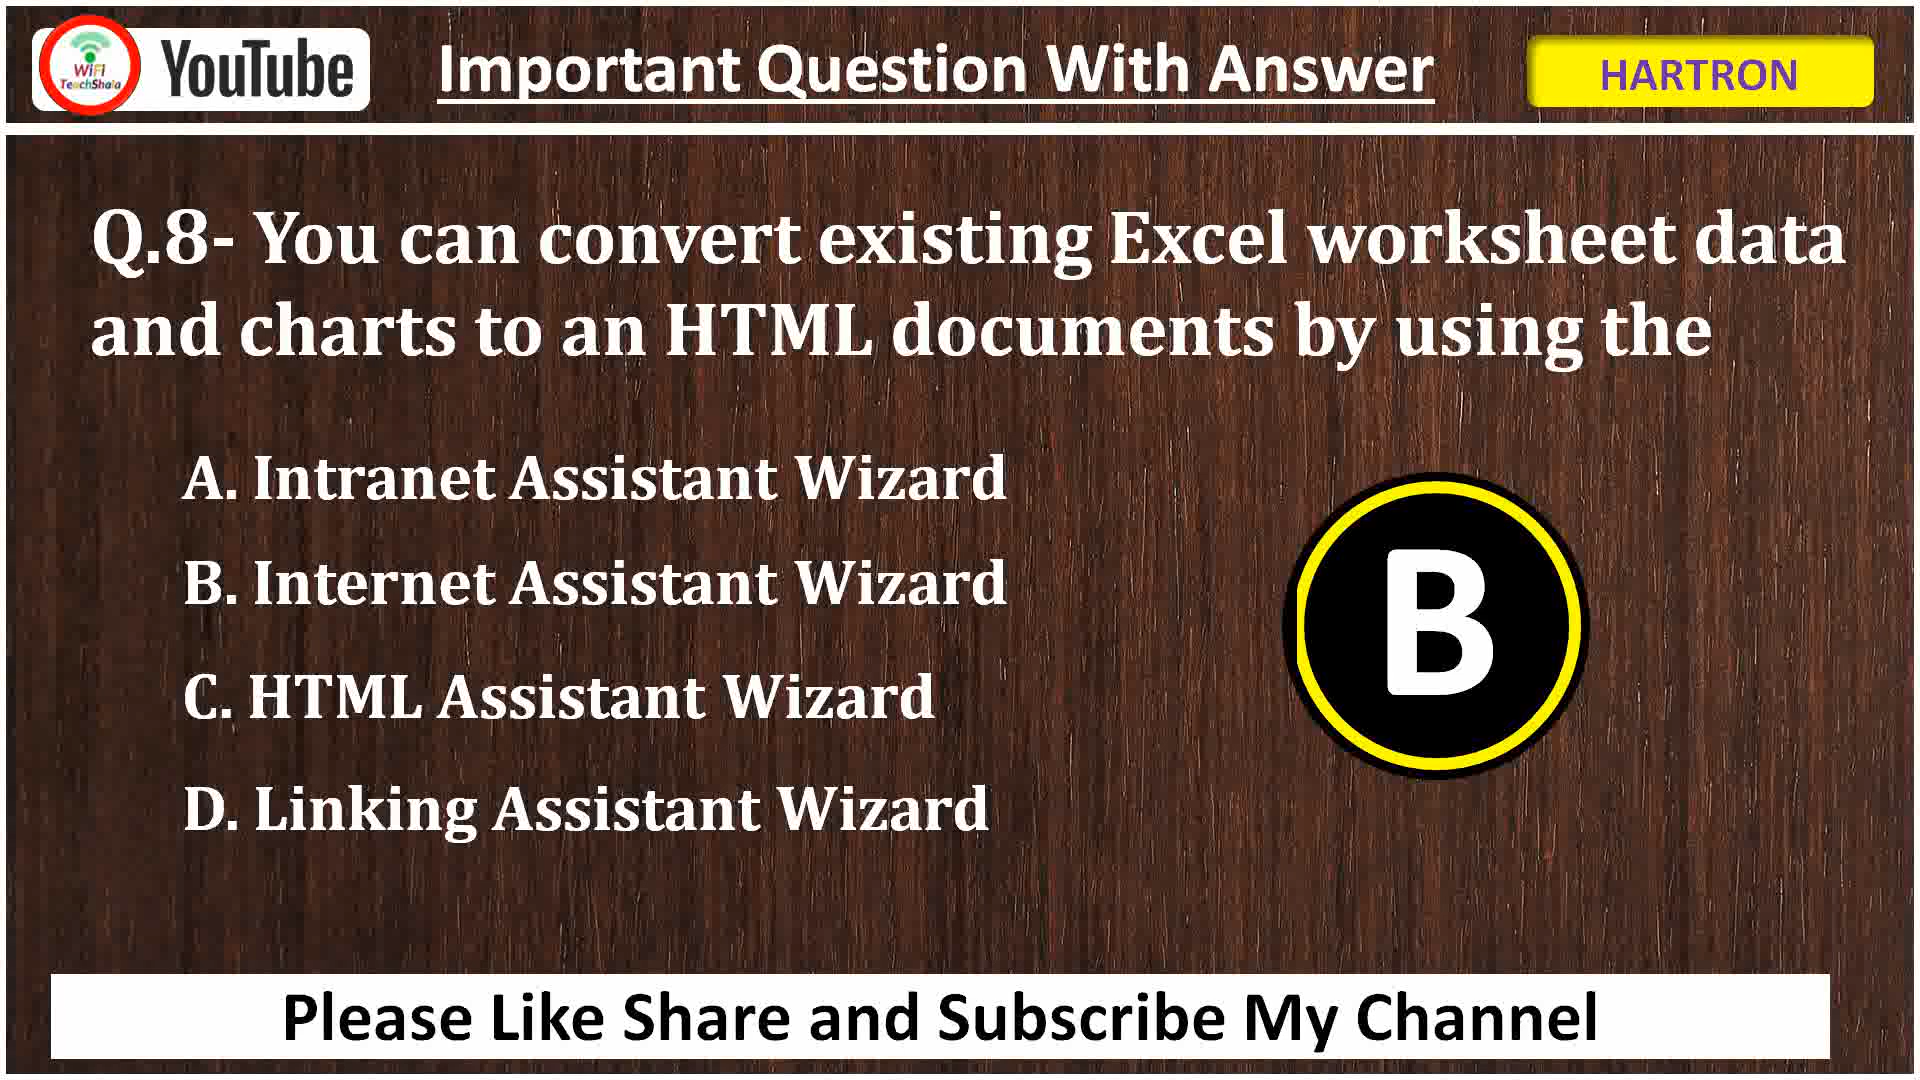 WiFi
TeachShala
YouTube
Important Question With Answer
HARTRON
Q.8- You can convert existing Excel worksheet data
and charts to an HTML documents by using the
A. Intranet Assistant Wizard
B. Internet Assistant Wizard
C. HTML Assistant Wizard
D. Linking Assistant Wizard
B
Please Like Share and Subscribe My Channel